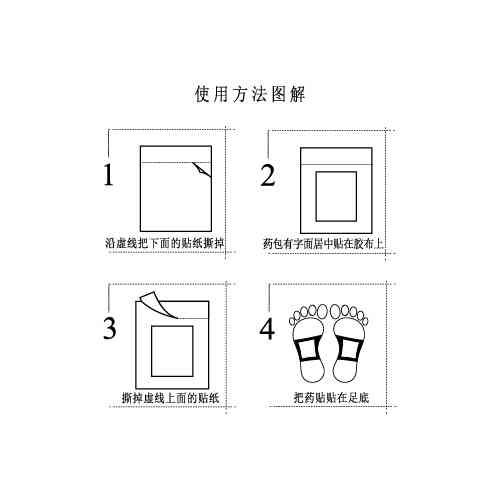 使用方法图解
1
沿虚线把下面的贴纸撕掉
2
药包有字面居中贴在胶布上
3
撕掉虚线上面的贴纸
4
把药贴贴在足底